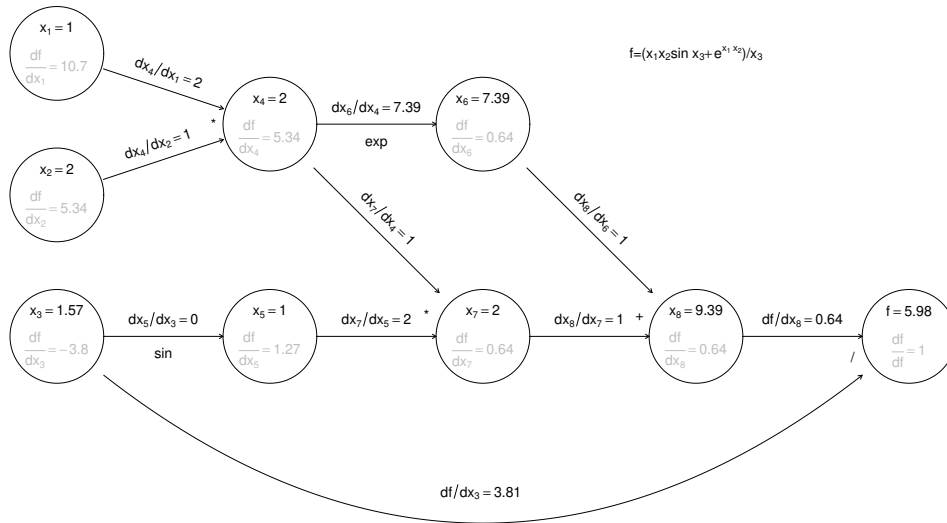 x₁ = 1
df/dx₁ = 10.7
dx₄/dx₁ = 2
x₂ = 2
df/dx₂ = 5.34
dx₄/dx₂ = 1
*
x₄ = 2
df/dx₄ = 5.34
dx₆/dx₄ = 7.39
exp
x₆ = 7.39
df/dx₆ = 0.64
f=(x₁x₂sin x₃+e^{x₁ x₂})/x₃
dx₇/dx₄ = 1
dx₈/dx₆ = 1
x₃ = 1.57
df/dx₃ = −3.8
dx₅/dx₃ = 0
sin
x₅ = 1
df/dx₅ = 1.27
dx₇/dx₅ = 2
*
x₇ = 2
df/dx₇ = 0.64
dx₈/dx₇ = 1
+
x₈ = 9.39
df/dx₈ = 0.64
df/dx₈ = 0.64
/
f = 5.98
df/df = 1
df/dx₃ = 3.81